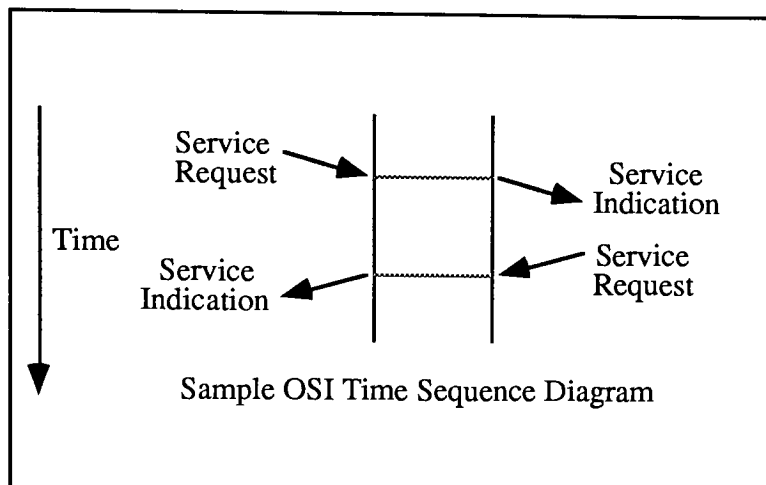 Service
Request
Service
Indication
Time
Service
Indication
Service
Request
Sample OSI Time Sequence Diagram